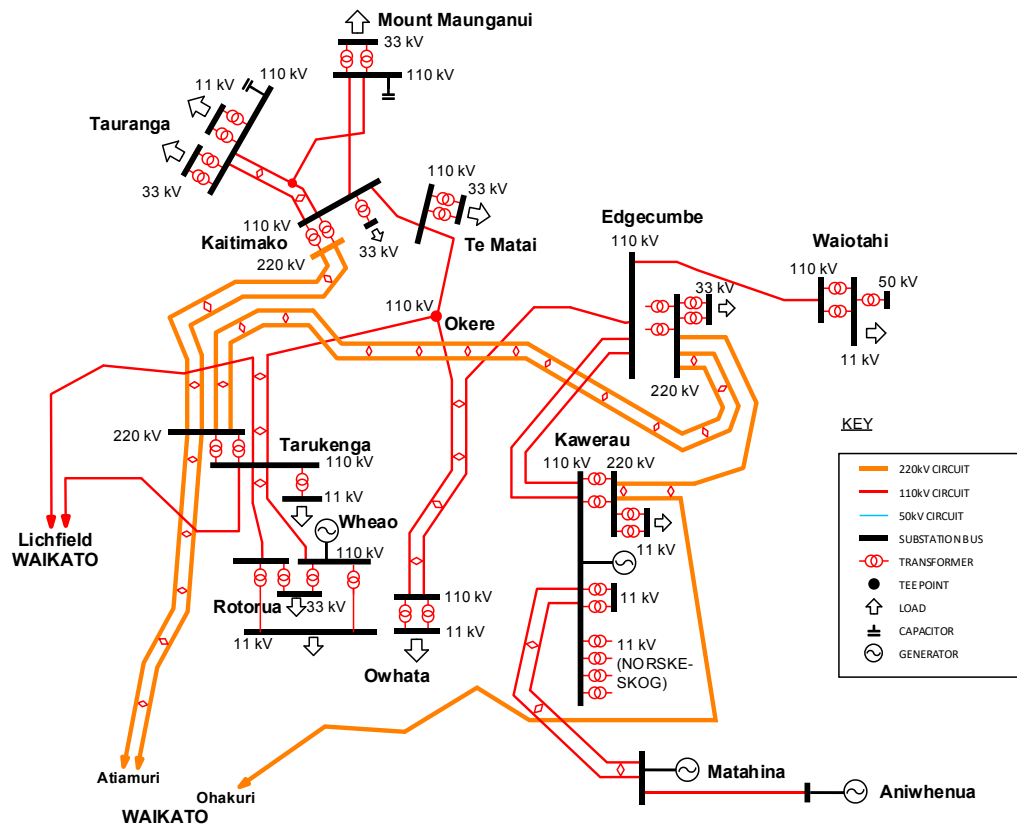 Mount Maunganui
33 kV
110 kV
110 kV
11 kV
Tauranga
33 kV
110 kV
33 kV
110 kV
Kaitimako
33 kV
Te Matai
220 kV
Edgecumbe
110 kV
Waiotahi
110 kV
50 kV
33 kV
11 kV
110 kV
Okere
220 kV
KEY
220kV CIRCUIT
110kV CIRCUIT
50kV CIRCUIT
SUBSTATION BUS
TRANSFORMER
TEE POINT
LOAD
CAPACITOR
GENERATOR
220 kV
Tarukenga
110 kV
11 kV
Kawerau
110 kV
220 kV
11 kV
Lichfield
WAIKATO
Wheao
110 kV
Rotorua
33 kV
11 kV
110 kV
11 kV
Owhata
11 kV
11 kV
(NORSKE-
SKOG)
Atiamuri
WAIKATO
Ohakuri
Matahina
Aniwhenua